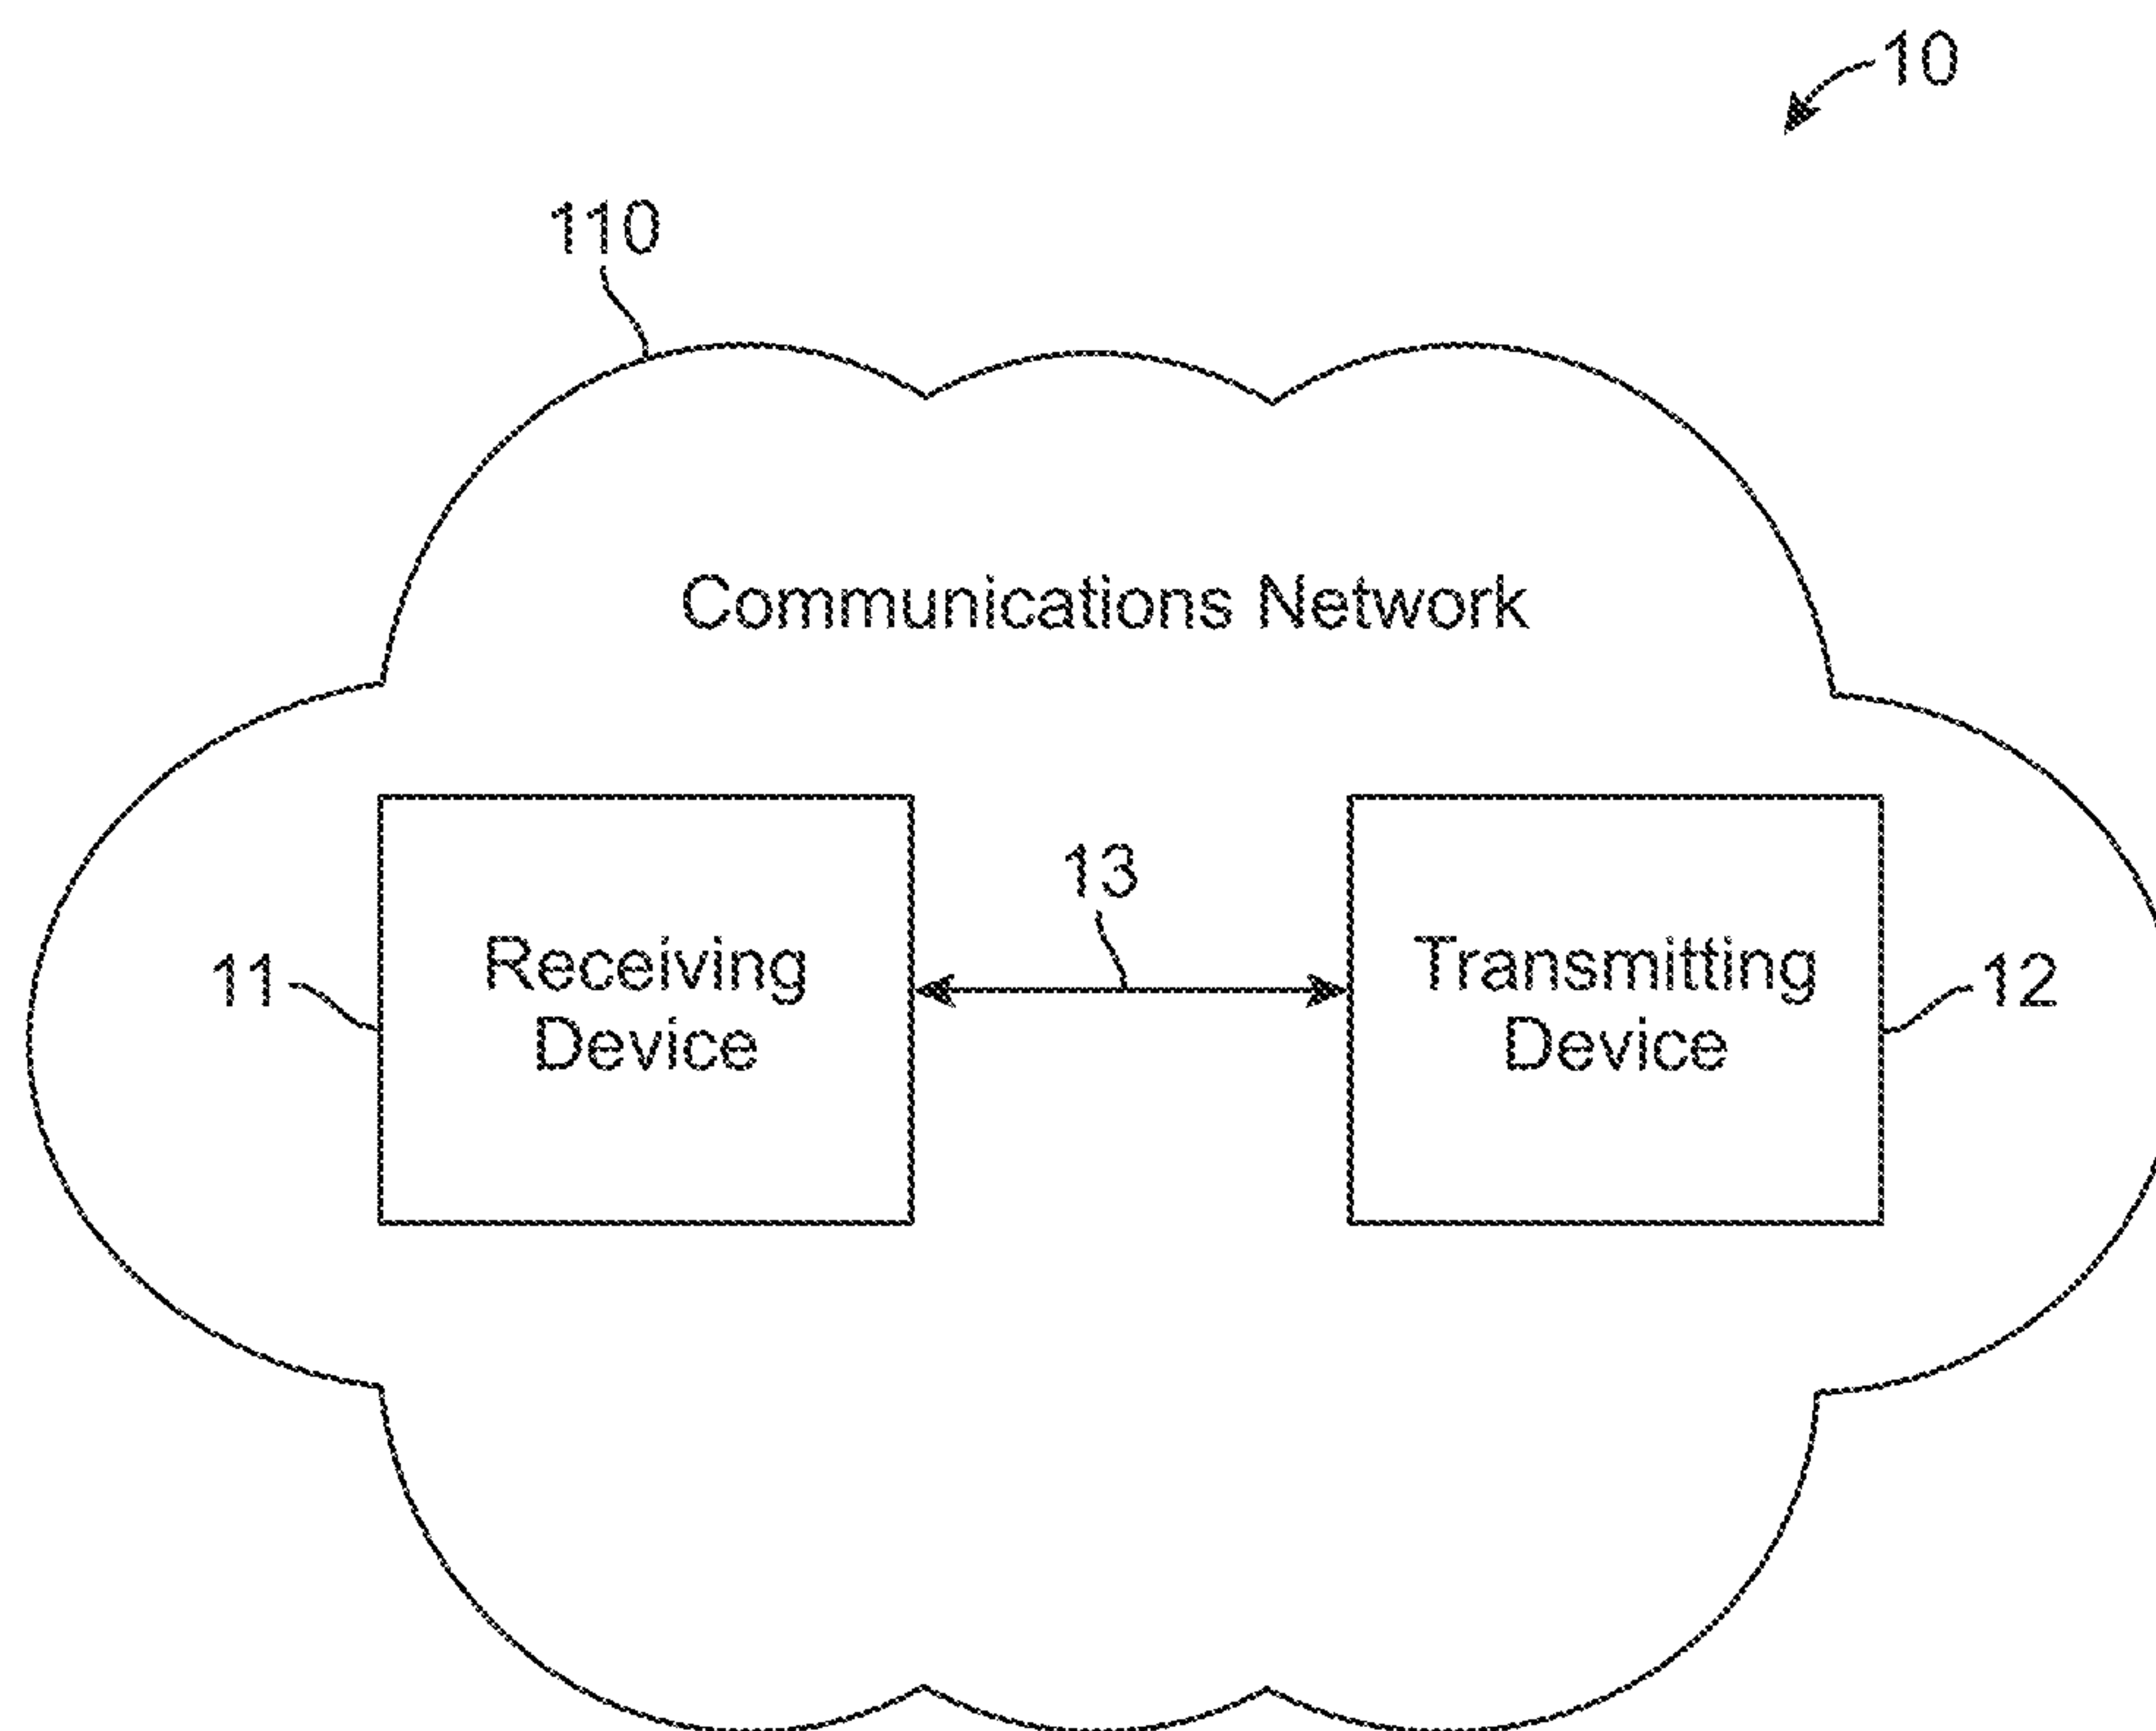 10
110
Communications Network
13
11
Receiving
Device
Transmitting
Device
12